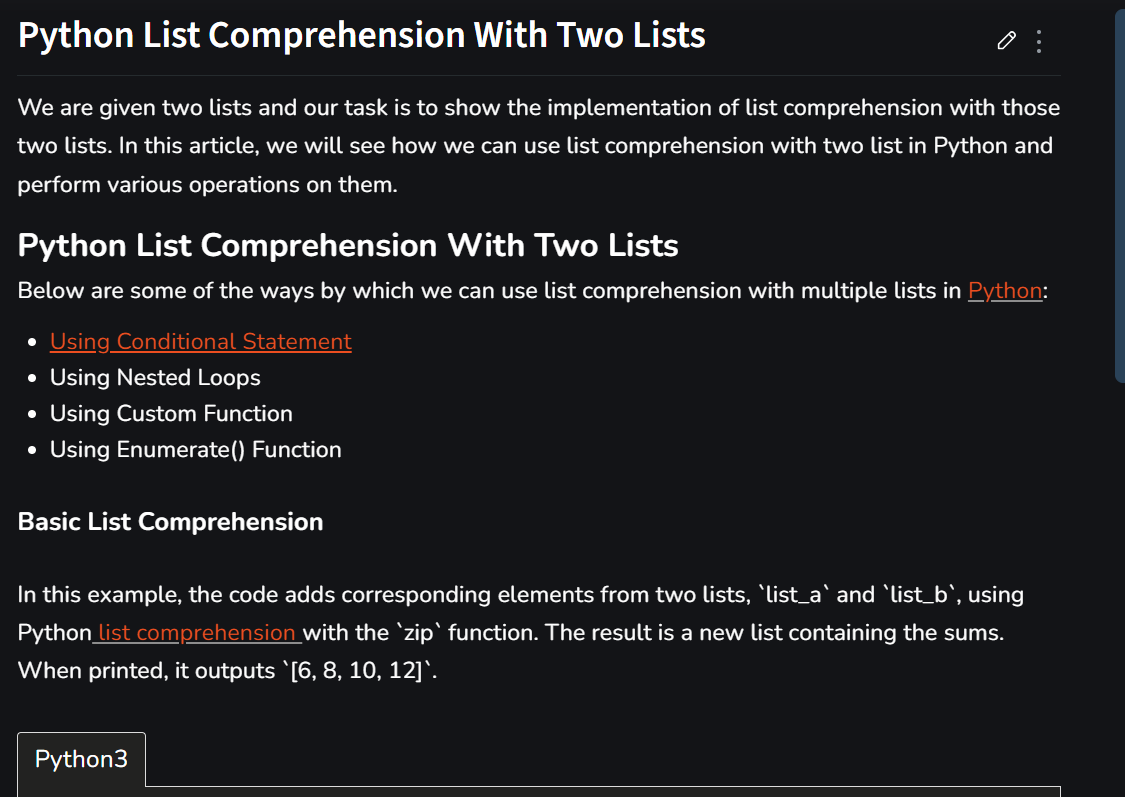 Python List Comprehension With Two Lists
We are given two lists and our task is to show the implementation of list comprehension with those
two lists. In this article, we will see how we can use list comprehension with two list in Python and
perform various operations on them.
Python List Comprehension With Two Lists
Below are some of the ways by which we can use list comprehension with multiple lists in Python:
• Using Conditional Statement
• Using Nested Loops
• Using Custom Function
• Using Enumerate() Function
Basic List Comprehension
In this example, the code adds corresponding elements from two lists, `list_a` and `list_b`, using
Python list comprehension with the `zip` function. The result is a new list containing the sums.
When printed, it outputs `[6, 8, 10, 12]`.
Python3